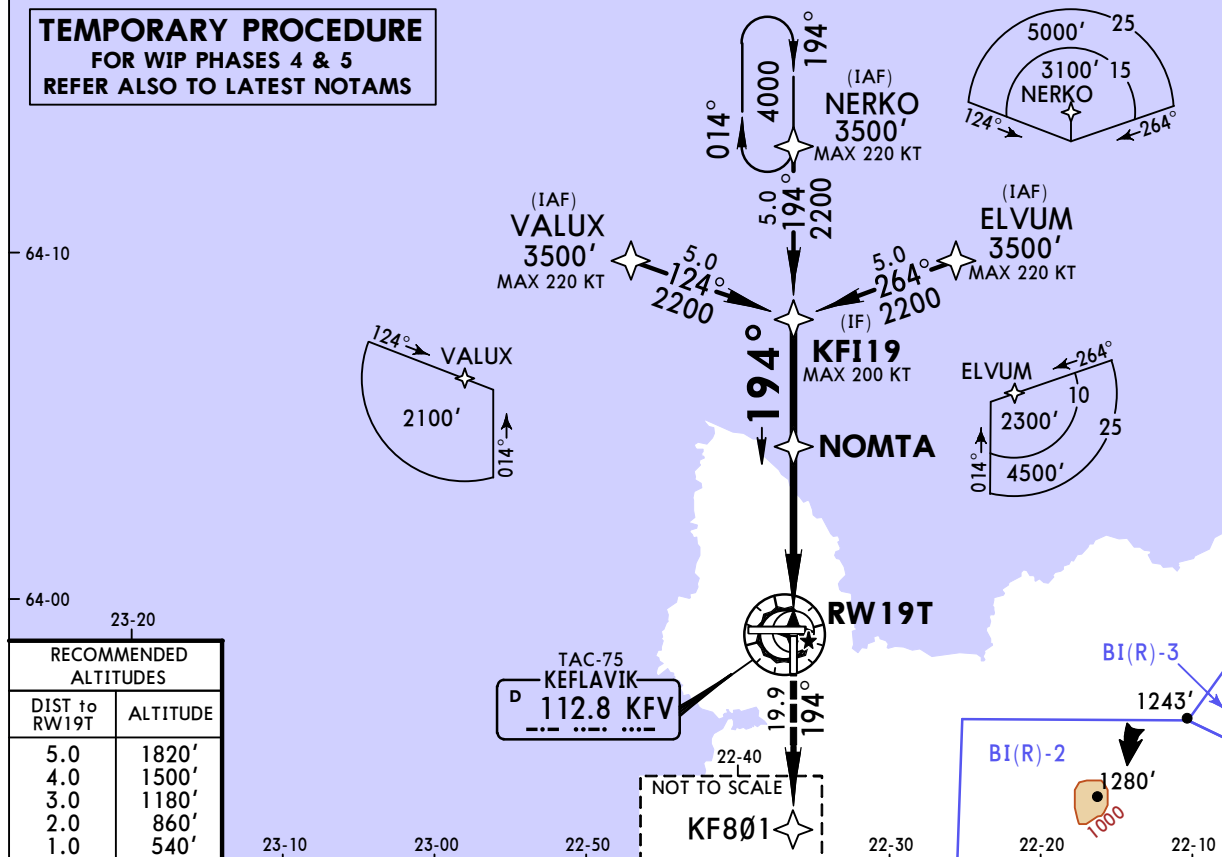 TEMPORARY PROCEDURE
FOR WIP PHASES 4 & 5
REFER ALSO TO LATEST NOTAMS
4000
194°
014°
(IAF)
NERKO
3500'
MAX 220 KT
5.0
194°
2200
5000'
25
3100'
15
NERKO
124°
264°
(IAF)
VALUX
3500'
MAX 220 KT
5.0
124°
2200
(IAF)
ELVUM
3500'
MAX 220 KT
5.0
264°
2200
64-10
(IF)
KFI19
MAX 200 KT
194°
124°
VALUX
2100'
014°
ELVUM
264°
10
2300'
25
4500'
014°
NOMTA
64-00
23-20
RW19T
TAC-75
KEFLAVIK
D 112.8 KFV
19.9
194°
RECOMMENDED
ALTITUDES
DIST to RW19T ALTITUDE
5.0 1820'
4.0 1500'
3.0 1180'
2.0 860'
1.0 540'
22-40
NOT TO SCALE
KF8Ø1
BI(R)-3
1243'
BI(R)-2
1280'
1000
23-10
23-00
22-50
22-30
22-20
22-10